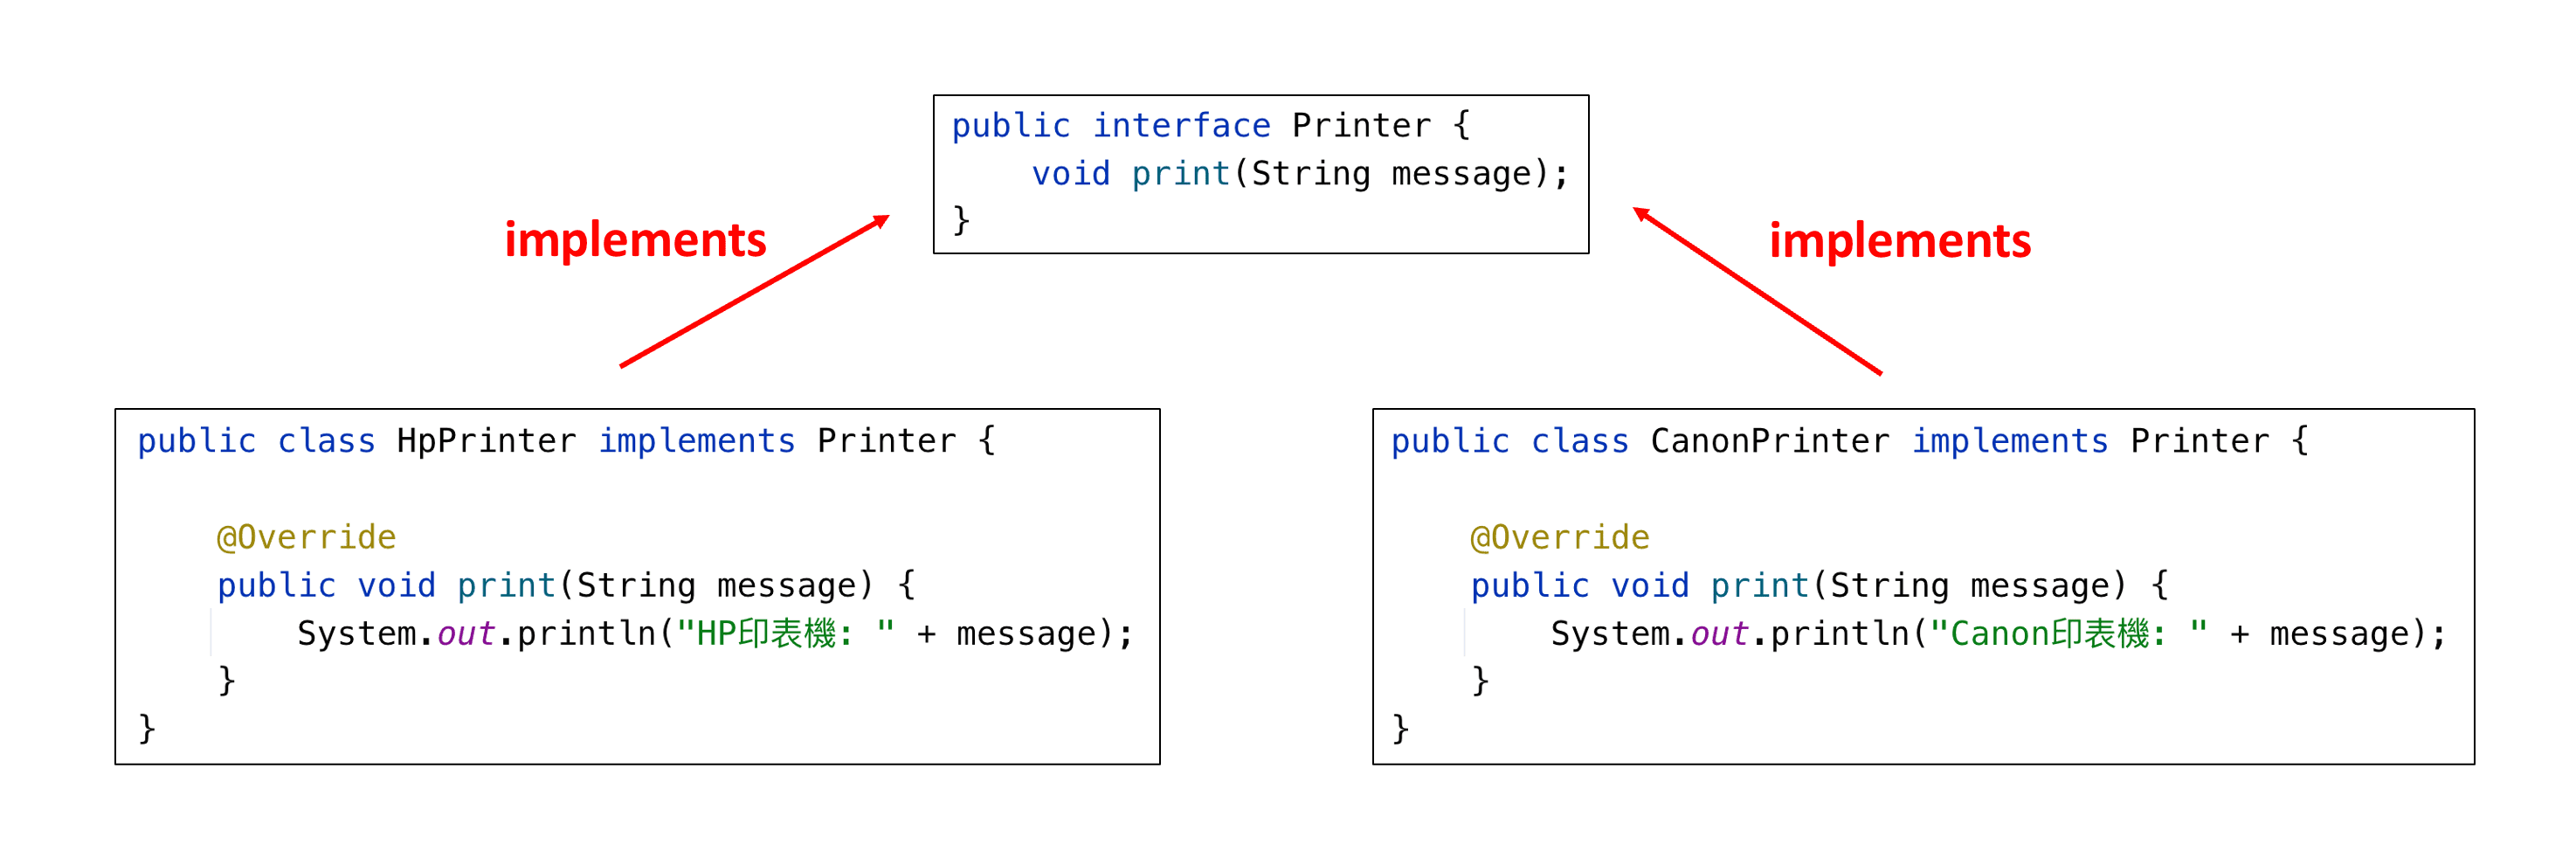 public interface Printer {
    void print(String message);
}
implements
implements
public class HpPrinter implements Printer {
    @Override
    public void print(String message) {
        System.out.println("HP印表機: " + message);
    }
}
public class CanonPrinter implements Printer {
    @Override
    public void print(String message) {
        System.out.println("Canon印表機: " + message);
    }
}